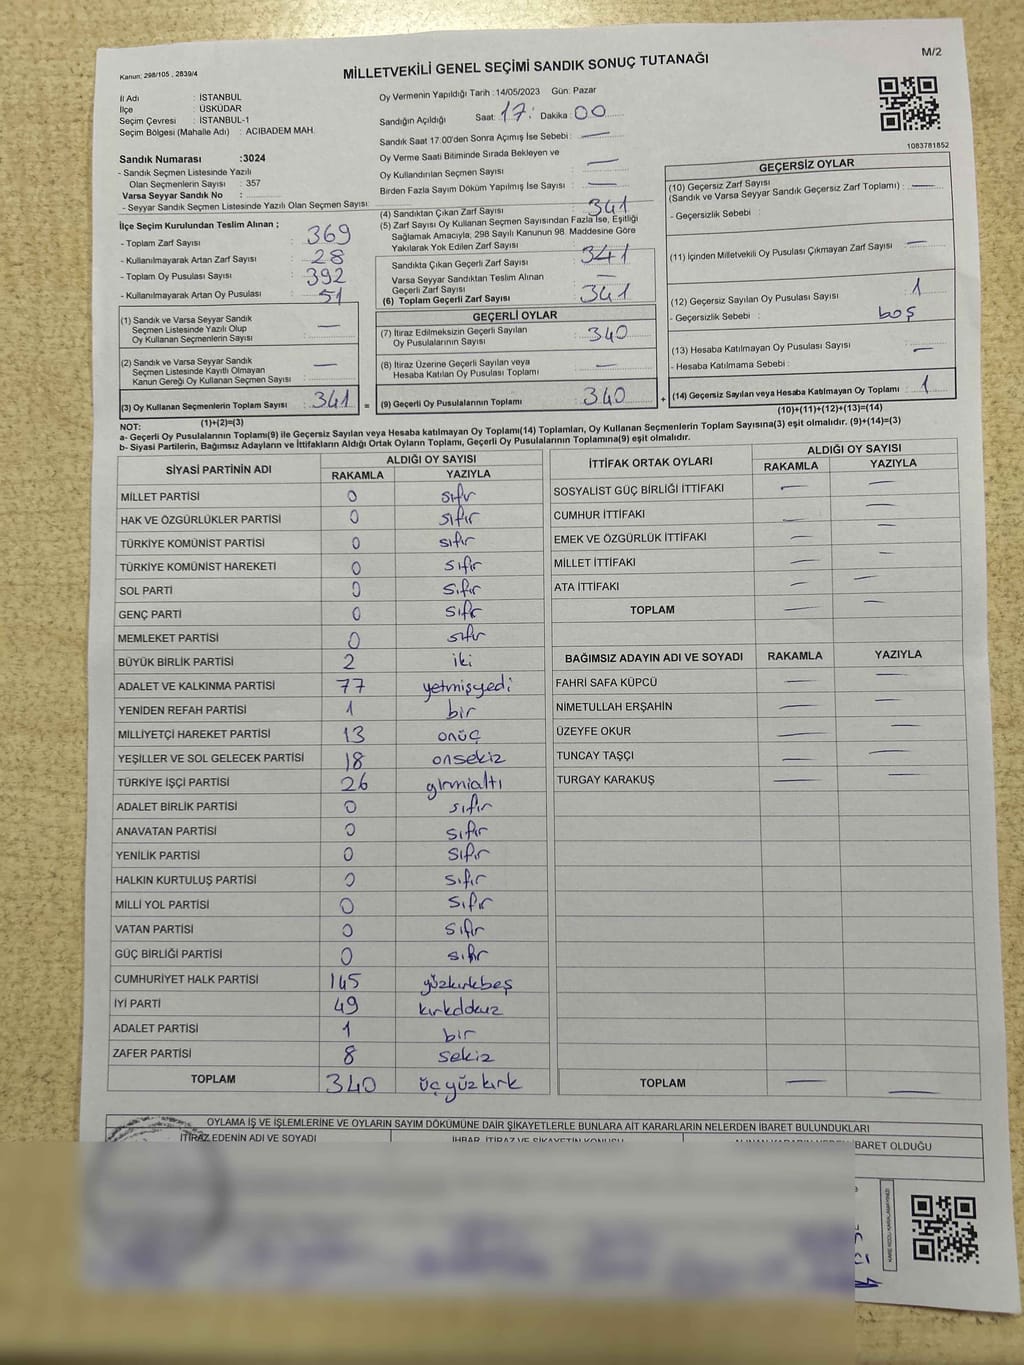 M/2
Kanun; 298/105 , 2839/4
MİLLETVEKİLİ GENEL SEÇİMİ SANDIK SONUÇ TUTANAĞI
İl Adı : İSTANBUL
İlçe : ÜSKÜDAR
Seçim Çevresi : İSTANBUL-1
Seçim Bölgesi (Mahalle Adı) : ACIBADEM MAH.
Oy Vermenin Yapıldığı Tarih : 14/05/2023 Gün: Pazar
Sandığın Açıldığı Saat: 17: Dakika: 00
Sandık Saat 17:00'den Sonra Açımış İse Sebebi : —
Oy Verme Saati Bitiminde Sırada Bekleyen ve
Oy Kullandırılan Seçmen Sayısı : —
Birden Fazla Sayım Döküm Yapılmış İse Sayısı : —
1083781852
Sandık Numarası :3024
- Sandık Seçmen Listesinde Yazılı
Olan Seçmenlerin Sayısı : 357
Varsa Seyyar Sandık No :
- Seyyar Sandık Seçmen Listesinde Yazılı Olan Seçmen Sayısı:
İlçe Seçim Kurulundan Teslim Alınan ;
- Toplam Zarf Sayısı : 369
- Kullanılmayarak Artan Zarf Sayısı : 28
- Toplam Oy Pusulası Sayısı : 392
- Kullanılmayarak Artan Oy Pusulası : 51
(1) Sandık ve Varsa Seyyar Sandık
Seçmen Listesinde Yazılı Olup
Oy Kullanan Seçmenlerin Sayısı : —
(2) Sandık ve Varsa Seyyar Sandık
Seçmen Listesinde Kayıtlı Olmayan
Kanun Gereği Oy Kullanan Seçmen Sayısı : —
(3) Oy Kullanan Seçmenlerin Toplam Sayısı : 341 =
(1)+(2)=(3)
(4) Sandıktan Çıkan Zarf Sayısı : 341
(5) Zarf Sayısı Oy Kullanan Seçmen Sayısından Fazla İse, Eşitliği
Sağlamak Amacıyla, 298 Sayılı Kanunun 98. Maddesine Göre
Yakılarak Yok Edilen Zarf Sayısı :
Sandıkta Çıkan Geçerli Zarf Sayısı : 341
Varsa Seyyar Sandıktan Teslim Alınan
Geçerli Zarf Sayısı : —
(6) Toplam Geçerli Zarf Sayısı : 341
GEÇERLİ OYLAR
(7) İtiraz Edilmeksizin Geçerli Sayılan
Oy Pusulalarının Sayısı : 340
(8) İtiraz Üzerine Geçerli Sayılan veya
Hesaba Katılan Oy Pusulası Toplamı : —
(9) Geçerli Oy Pusulalarının Toplamı : 340 +
GEÇERSİZ OYLAR
(10) Geçersiz Zarf Sayısı
(Sandık ve Varsa Seyyar Sandık Geçersiz Zarf Toplamı) : —
- Geçersizlik Sebebi :
(11) İçinden Milletvekili Oy Pusulası Çıkmayan Zarf Sayısı : —
(12) Geçersiz Sayılan Oy Pusulası Sayısı : 1
- Geçersizlik Sebebi : boş
(13) Hesaba Katılmayan Oy Pusulası Sayısı : —
- Hesaba Katılmama Sebebi :
(14) Geçersiz Sayılan veya Hesaba Katılmayan Oy Toplamı : 1
(10)+(11)+(12)+(13)=(14)
NOT:
a- Geçerli Oy Pusulalarının Toplamı(9) ile Geçersiz Sayılan veya Hesaba Katılmayan Oy Toplamı(14) Toplamları, Oy Kullanan Seçmenlerin Toplam Sayısına(3) eşit olmalıdır. (9)+(14)=(3)
b- Siyasi Partilerin, Bağımsız Adayların ve İttifakların Aldığı Ortak Oyların Toplamı, Geçerli Oy Pusulalarının Toplamına(9) eşit olmalıdır.
SİYASİ PARTİNİN ADI ALDIĞI OY SAYISI
RAKAMLA YAZIYLA
MİLLET PARTİSİ 0 sıfır
HAK VE ÖZGÜRLÜKLER PARTİSİ 0 sıfır
TÜRKİYE KOMÜNİST PARTİSİ 0 sıfır
TÜRKİYE KOMÜNİST HAREKETİ 0 sıfır
SOL PARTİ 0 sıfır
GENÇ PARTİ 0 sıfır
MEMLEKET PARTİSİ 0 sıfır
BÜYÜK BİRLİK PARTİSİ 2 iki
ADALET VE KALKINMA PARTİSİ 77 yetmişyedi
YENİDEN REFAH PARTİSİ 1 bir
MİLLİYETÇİ HAREKET PARTİSİ 13 onüç
YEŞİLLER VE SOL GELECEK PARTİSİ 18 onsekiz
TÜRKİYE İŞÇİ PARTİSİ 26 yirmialtı
ADALET BİRLİK PARTİSİ 0 sıfır
ANAVATAN PARTİSİ 0 sıfır
YENİLİK PARTİSİ 0 sıfır
HALKIN KURTULUŞ PARTİSİ 0 sıfır
MİLLİ YOL PARTİSİ 0 sıfır
VATAN PARTİSİ 0 sıfır
GÜÇ BİRLİĞİ PARTİSİ 0 sıfır
CUMHURİYET HALK PARTİSİ 145 yüzkırkbeş
İYİ PARTİ 49 kırkdokuz
ADALET PARTİSİ 1 bir
ZAFER PARTİSİ 8 sekiz
TOPLAM 340 üçyüzkırk
İTTİFAK ORTAK OYLARI ALDIĞI OY SAYISI
RAKAMLA YAZIYLA
SOSYALİST GÜÇ BİRLİĞİ İTTİFAKI — —
CUMHUR İTTİFAKI — —
EMEK VE ÖZGÜRLÜK İTTİFAKI — —
MİLLET İTTİFAKI — —
ATA İTTİFAKI — —
TOPLAM — —
BAĞIMSIZ ADAYIN ADI VE SOYADI RAKAMLA YAZIYLA
FAHRİ SAFA KÜPCÜ — —
NİMETULLAH ERŞAHİN — —
ÜZEYFE OKUR — —
TUNCAY TAŞÇI — —
TURGAY KARAKUŞ — —
TOPLAM — —
OYLAMA İŞ VE İŞLEMLERİNE VE OYLARIN SAYIM DÖKÜMÜNE DAİR ŞİKAYETLERLE BUNLARA AİT KARARLARIN NELERDEN İBARET BULUNDUKLARI
İTİRAZ EDENİN ADI VE SOYADI İHBAR, İTİRAZ VE ŞİKAYETİN KONUSU İBARET OLDUĞU